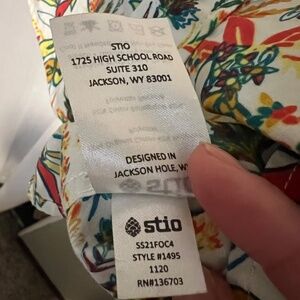 STIO
1725 HIGH SCHOOL ROAD
SUITE 310
JACKSON, WY 83001
DESIGNED IN
JACKSON HOLE, W
stio
SS21FOC4
STYLE #1495
1120
RN#136703